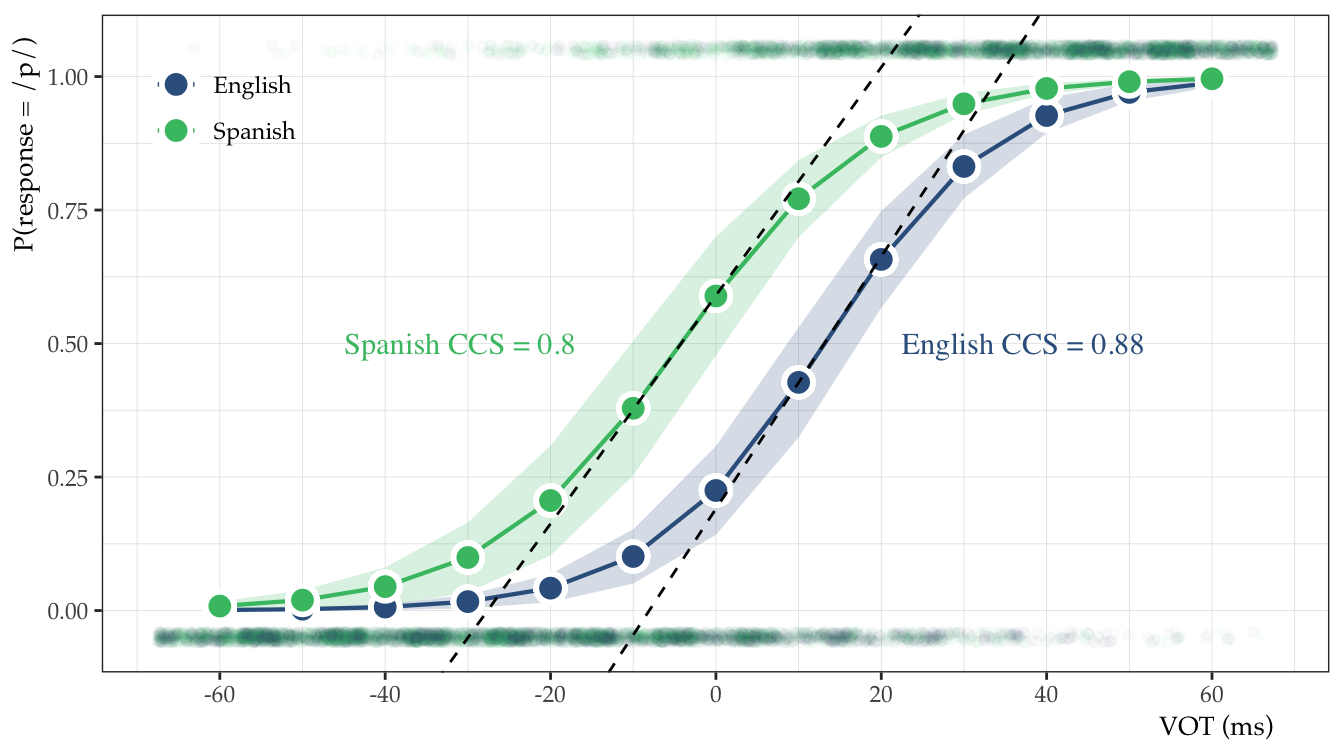 P(response = /p/)
1.00
0.75
0.50
0.25
0.00
English
Spanish
Spanish CCS = 0.8
English CCS = 0.88
-60 -40 -20 0 20 40 60
VOT (ms)